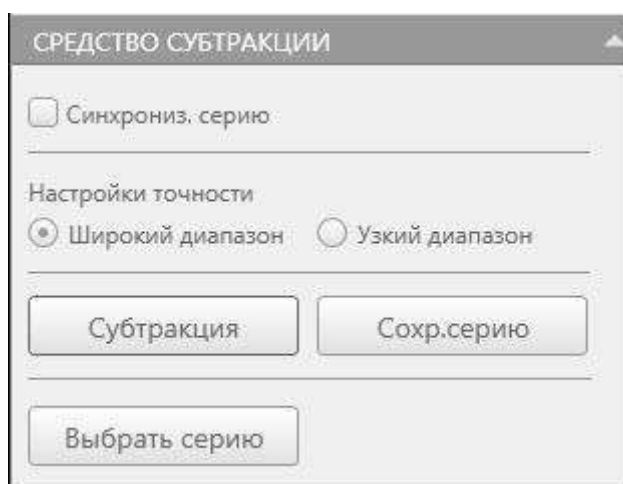 СРЕДСТВО СУБТРАКЦИИ
Синхрониз. серию
Настройки точности
Широкий диапазон Узкий диапазон
Субтракция Сохр.серию
Выбрать серию